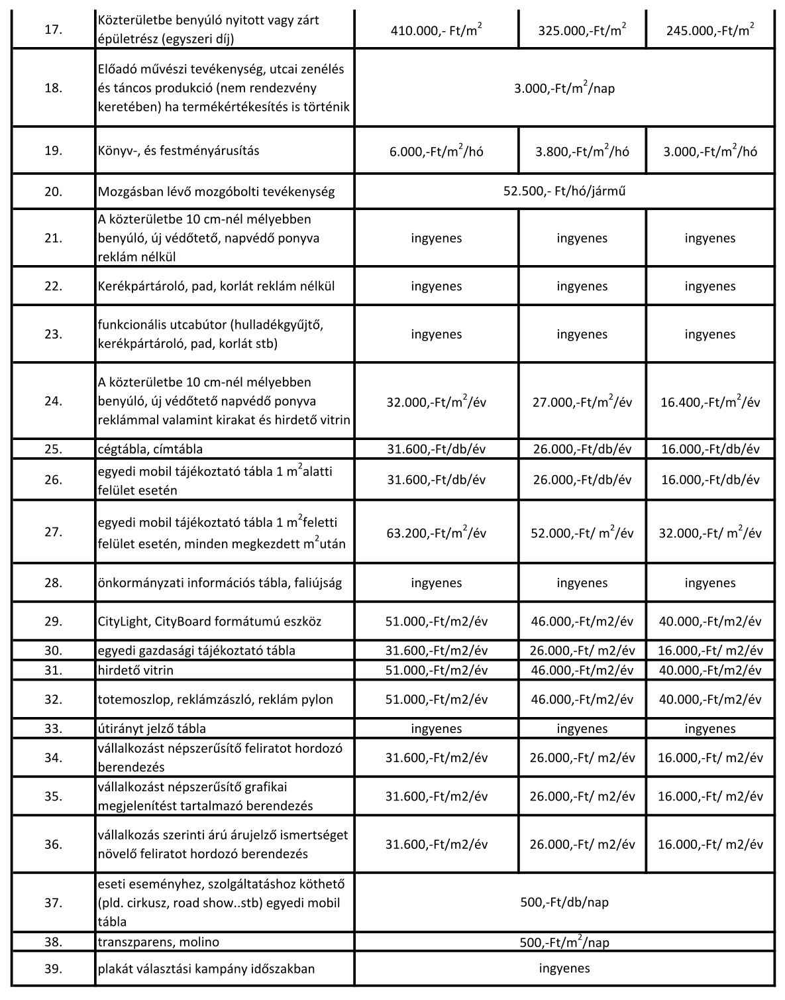 17. Közterületbe benyúló nyitott vagy zárt
épületrész (egyszeri díj) 410.000,- Ft/m² 325.000,-Ft/m² 245.000,-Ft/m²
18. Előadó művészi tevékenység, utcai zenélés
és táncos produkció (nem rendezvény
keretében) ha termékértékesítés is történik 3.000,-Ft/m²/nap
19. Könyv-, és festményárusítás 6.000,-Ft/m²/hó 3.800,-Ft/m²/hó 3.000,-Ft/m²/hó
20. Mozgásban lévő mozgóbolti tevékenység 52.500,- Ft/hó/jármű
21. A közterületbe 10 cm-nél mélyebben
benyúló, új védőtető, napvédő ponyva
reklám nélkül ingyenes ingyenes ingyenes
22. Kerékpártároló, pad, korlát reklám nélkül ingyenes ingyenes ingyenes
23. funkcionális utcabútor (hulladékgyűjtő,
kerékpártároló, pad, korlát stb) ingyenes ingyenes ingyenes
24. A közterületbe 10 cm-nél mélyebben
benyúló, új védőtető napvédő ponyva
reklámmal valamint kirakat és hirdető vitrin 32.000,-Ft/m²/év 27.000,-Ft/m²/év 16.400,-Ft/m²/év
25. cégtábla, címtábla 31.600,-Ft/db/év 26.000,-Ft/db/év 16.000,-Ft/db/év
26. egyedi mobil tájékoztató tábla 1 m²alatti
felület esetén 31.600,-Ft/db/év 26.000,-Ft/db/év 16.000,-Ft/db/év
27. egyedi mobil tájékoztató tábla 1 m²feletti
felület esetén, minden megkezdett m²után 63.200,-Ft/m²/év 52.000,-Ft/ m²/év 32.000,-Ft/ m²/év
28. önkormányzati információs tábla, faliújság ingyenes ingyenes ingyenes
29. CityLight, CityBoard formátumú eszköz 51.000,-Ft/m2/év 46.000,-Ft/m2/év 40.000,-Ft/m2/év
30. egyedi gazdasági tájékoztató tábla 31.600,-Ft/m2/év 26.000,-Ft/ m2/év 16.000,-Ft/ m2/év
31. hirdető vitrin 51.000,-Ft/m2/év 46.000,-Ft/m2/év 40.000,-Ft/m2/év
32. totemoszlop, reklámzászló, reklám pylon 51.000,-Ft/m2/év 46.000,-Ft/m2/év 40.000,-Ft/m2/év
33. útirányt jelző tábla ingyenes ingyenes ingyenes
34. vállalkozást népszerűsítő feliratot hordozó
berendezés 31.600,-Ft/m2/év 26.000,-Ft/ m2/év 16.000,-Ft/ m2/év
35. vállalkozást népszerűsítő grafikai
megjelenítést tartalmazó berendezés 31.600,-Ft/m2/év 26.000,-Ft/ m2/év 16.000,-Ft/ m2/év
36. vállalkozás szerinti árú árujelző ismertséget
növelő feliratot hordozó berendezés 31.600,-Ft/m2/év 26.000,-Ft/ m2/év 16.000,-Ft/ m2/év
37. eseti eseményhez, szolgáltatáshoz köthető
(pld. cirkusz, road show..stb) egyedi mobil
tábla 500,-Ft/db/nap
38. transzparens, molino 500,-Ft/m²/nap
39. plakát választási kampány időszakban ingyenes